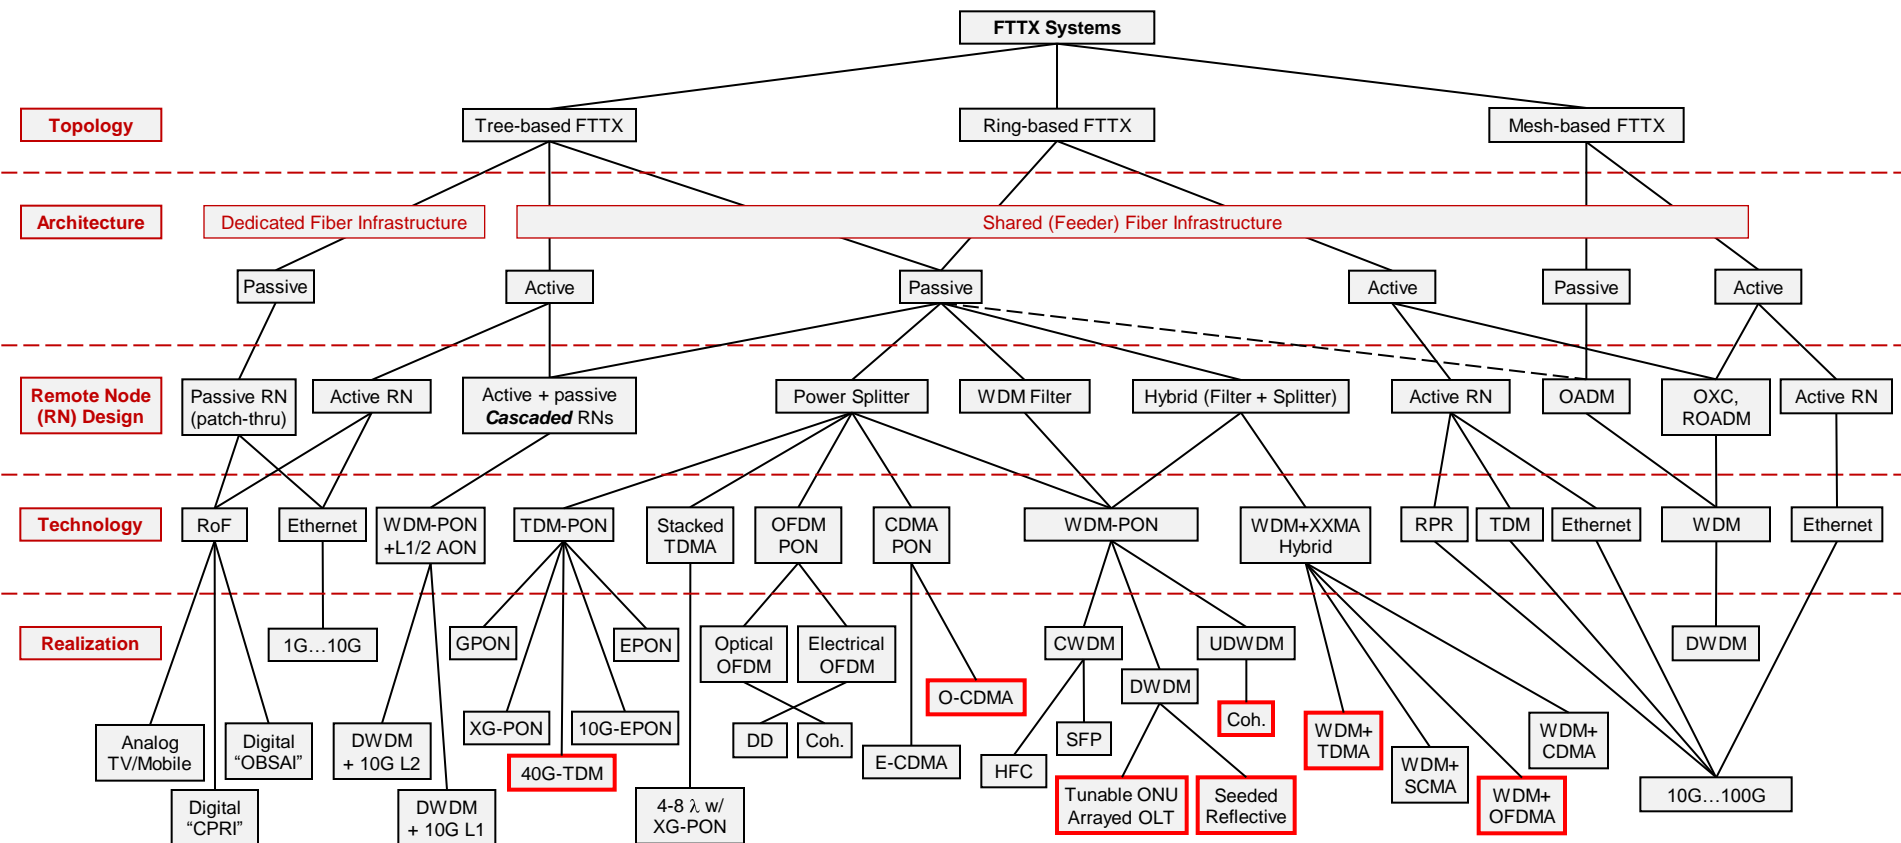 FTTX Systems
Topology
Tree-based FTTX
Ring-based FTTX
Mesh-based FTTX
Architecture
Dedicated Fiber Infrastructure
Shared (Feeder) Fiber Infrastructure
Passive
Active
Passive
Active
Passive
Active
Remote Node
(RN) Design
Passive RN
(patch-thru)
Active RN
Active + passive
Cascaded RNs
Power Splitter
WDM Filter
Hybrid (Filter + Splitter)
Active RN
OADM
OXC,
ROADM
Active RN
Technology
RoF
Ethernet
WDM-PON
+L1/2 AON
TDM-PON
Stacked
TDMA
OFDM
PON
CDMA
PON
WDM-PON
WDM+XXMA
Hybrid
RPR
TDM
Ethernet
WDM
Ethernet
Realization
1G…10G
GPON
EPON
Optical
OFDM
Electrical
OFDM
CWDM
UDWDM
DWDM
DWDM
O-CDMA
Coh.
XG-PON
10G-EPON
Analog
TV/Mobile
Digital
“OBSAI”
DWDM
+ 10G L2
DD
Coh.
SFP
WDM+
TDMA
WDM+
CDMA
E-CDMA
HFC
WDM+
SCMA
40G-TDM
Digital
“CPRI”
DWDM
+ 10G L1
4-8 λ w/
XG-PON
Tunable ONU
Arrayed OLT
Seeded
Reflective
WDM+
OFDMA
10G…100G